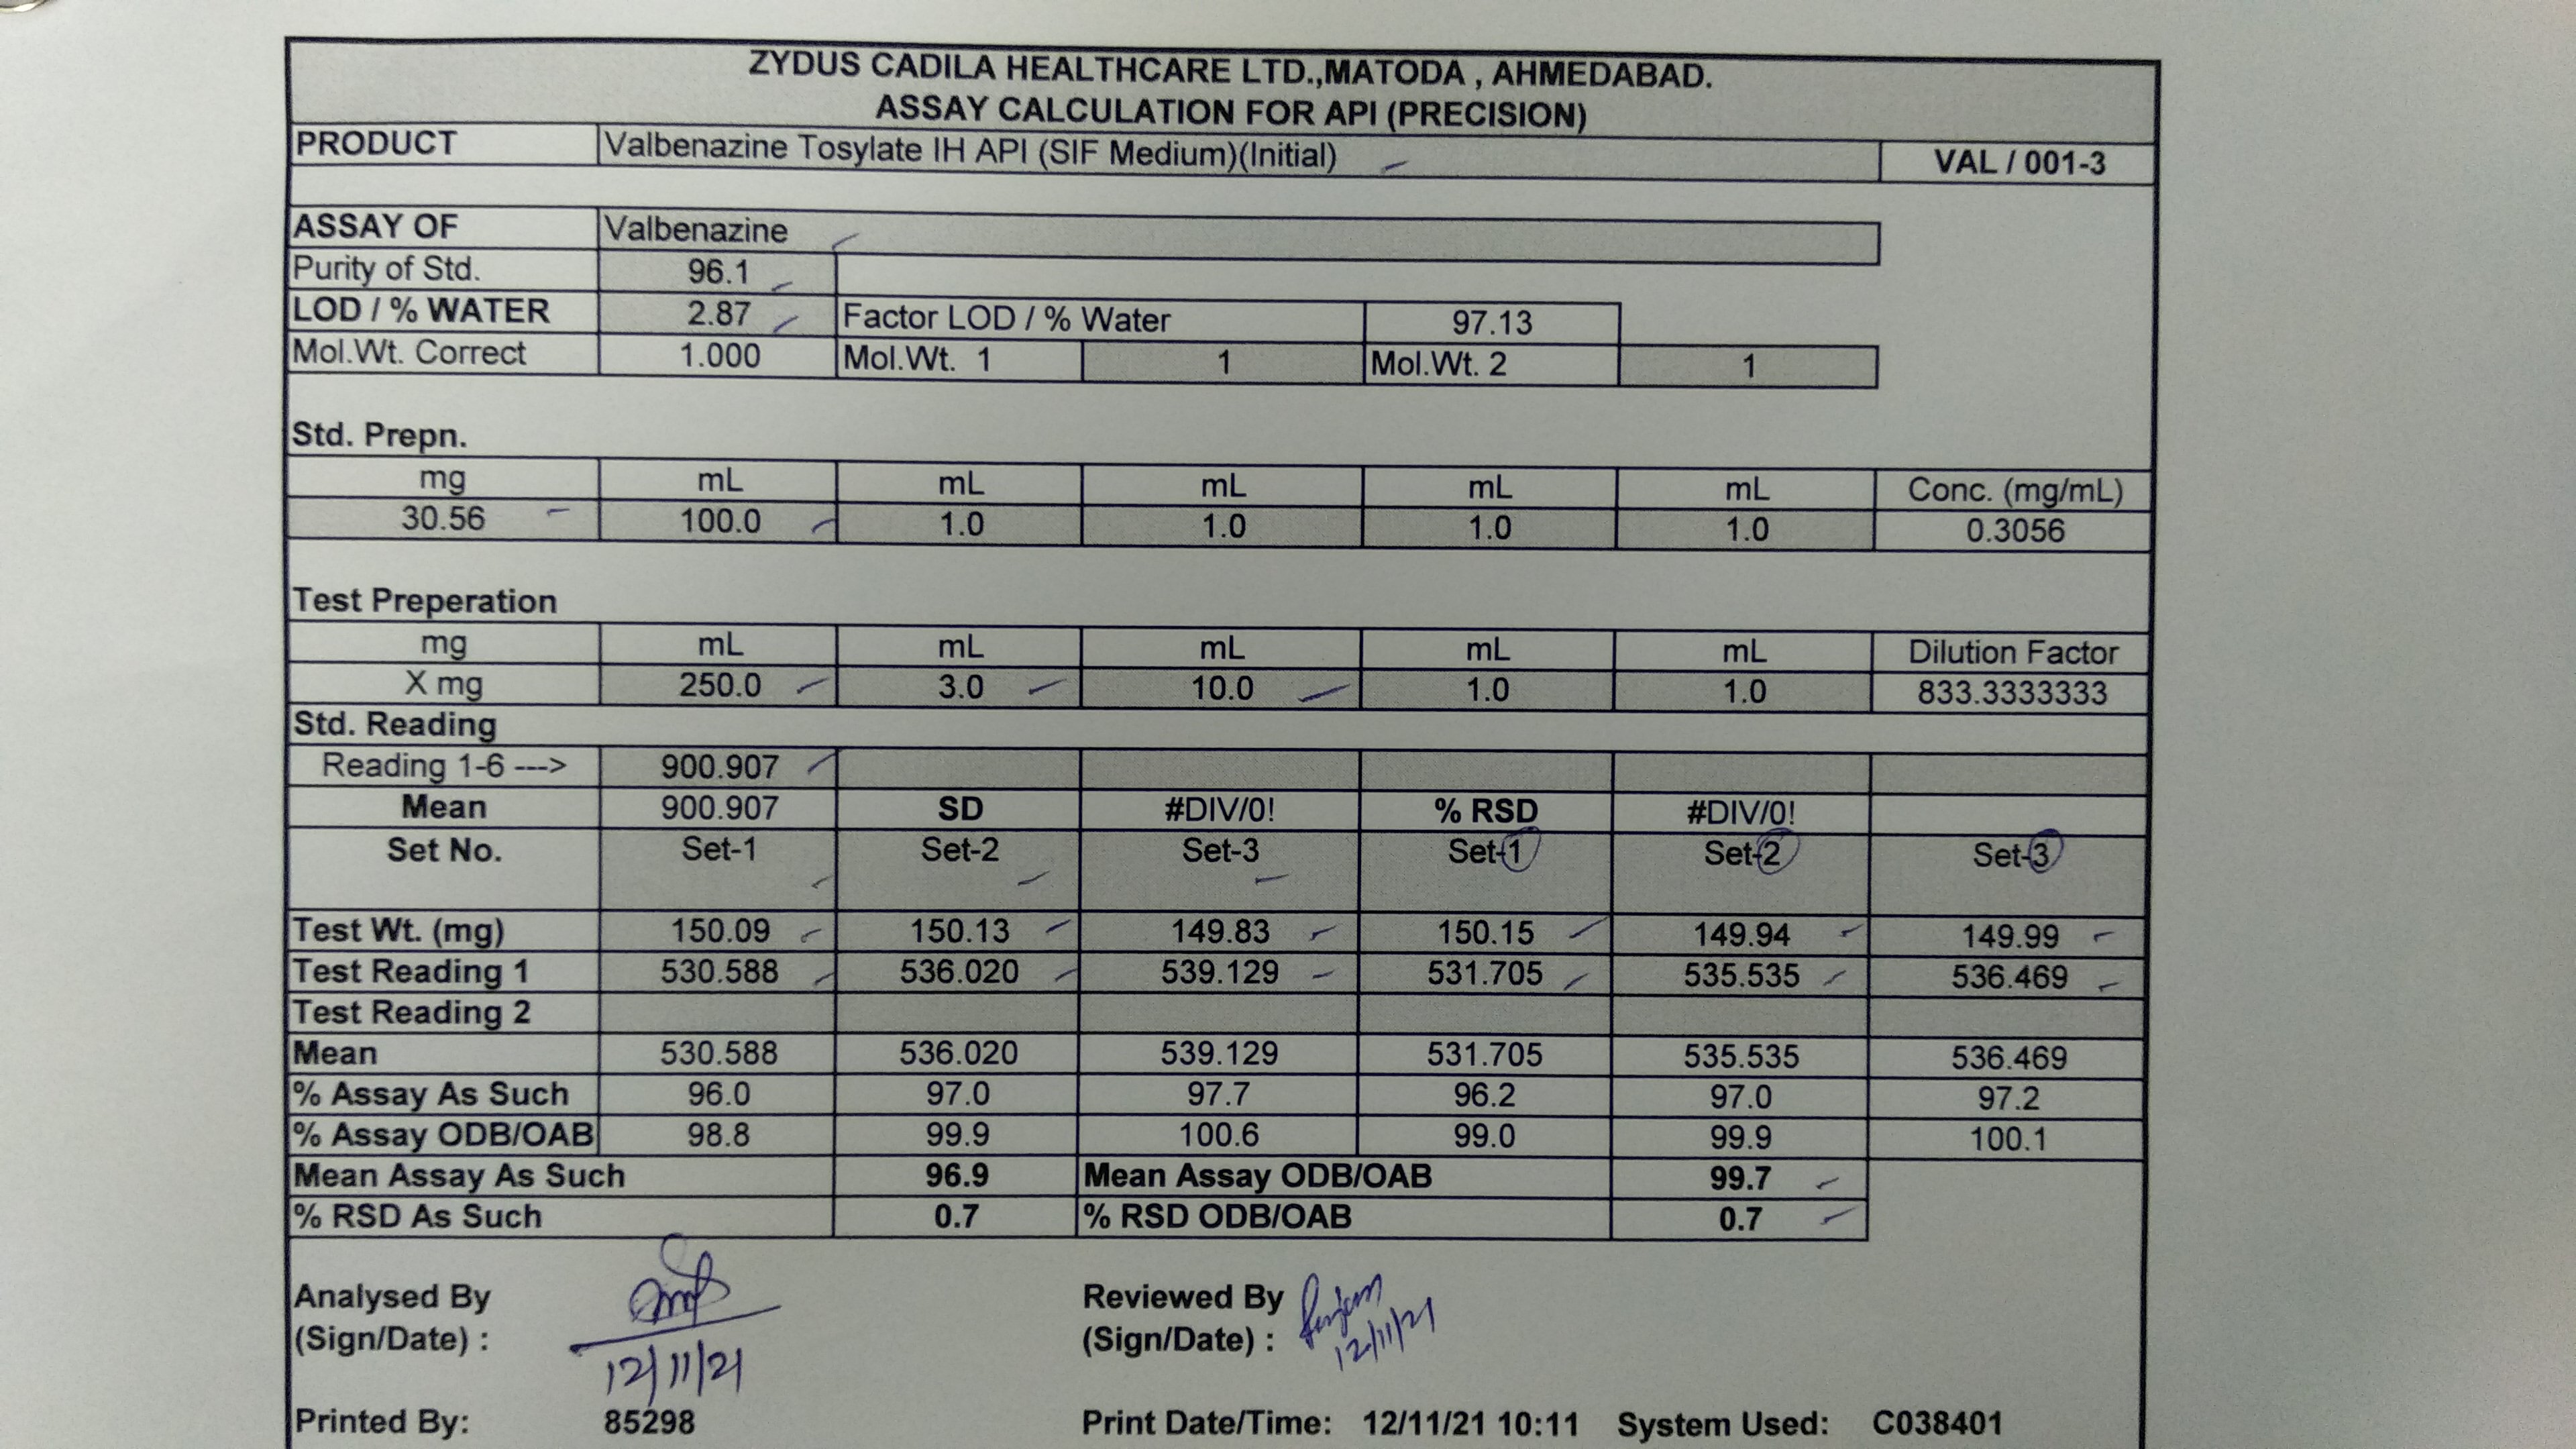 ZYDUS CADILA HEALTHCARE LTD.,MATODA , AHMEDABAD.
ASSAY CALCULATION FOR API (PRECISION)
PRODUCT Valbenazine Tosylate IH API (SIF Medium)(Initial) VAL / 001-3
ASSAY OF Valbenazine
Purity of Std. 96.1
LOD / % WATER 2.87 Factor LOD / % Water 97.13
Mol.Wt. Correct 1.000 Mol.Wt. 1 1 Mol.Wt. 2 1
Std. Prepn.
mg mL mL mL mL mL Conc. (mg/mL)
30.56 100.0 1.0 1.0 1.0 1.0 0.3056
Test Preperation
mg mL mL mL mL mL Dilution Factor
X mg 250.0 3.0 10.0 1.0 1.0 833.3333333
Std. Reading
Reading 1-6 ---> 900.907
Mean 900.907 SD #DIV/0! % RSD #DIV/0!
Set No. Set-1 Set-2 Set-3 Set-1 Set-2 Set-3
Test Wt. (mg) 150.09 150.13 149.83 150.15 149.94 149.99
Test Reading 1 530.588 536.020 539.129 531.705 535.535 536.469
Test Reading 2
Mean 530.588 536.020 539.129 531.705 535.535 536.469
% Assay As Such 96.0 97.0 97.7 96.2 97.0 97.2
% Assay ODB/OAB 98.8 99.9 100.6 99.0 99.9 100.1
Mean Assay As Such 96.9 Mean Assay ODB/OAB 99.7
% RSD As Such 0.7 % RSD ODB/OAB 0.7
Analysed By Reviewed By
(Sign/Date) : 12/11/21 (Sign/Date) : 12/11/21
Printed By: 85298 Print Date/Time: 12/11/21 10:11 System Used: C038401